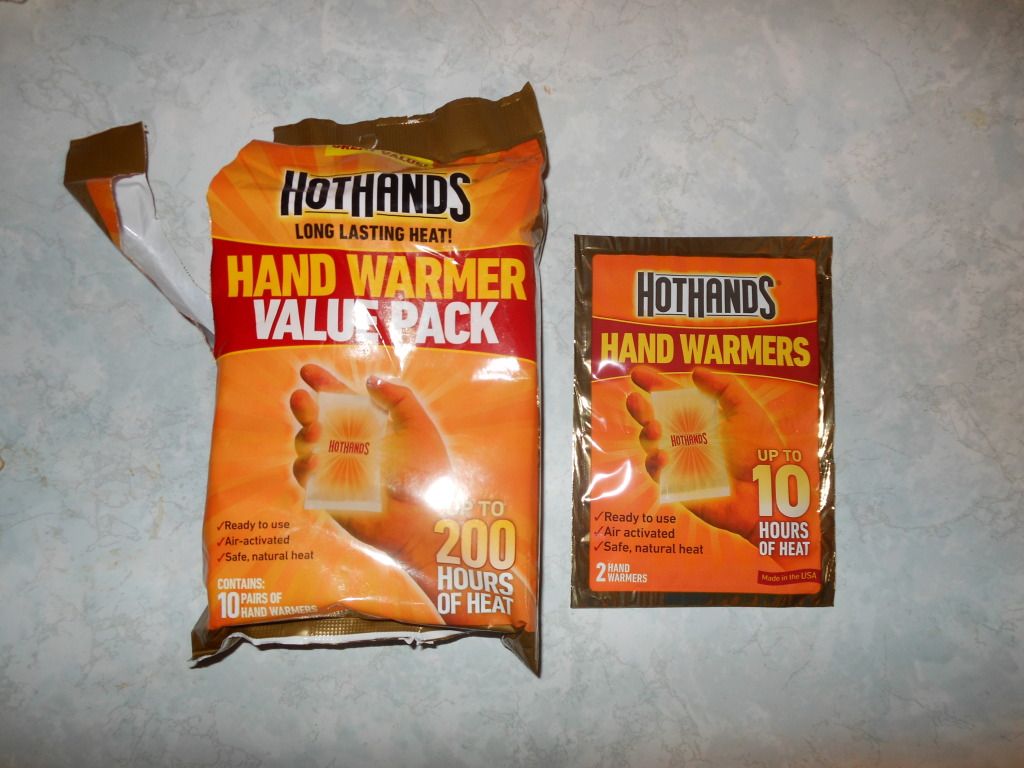 GREAT VALUE!
HOTHANDS
LONG LASTING HEAT!
HAND WARMER
VALUE PACK
HOTHANDS
✓Ready to use
✓Air-activated
✓Safe, natural heat
UP TO
200
HOURS
OF HEAT
CONTAINS:
10 PAIRS OF
HAND WARMERS
HOTHANDS®
HAND WARMERS
HOTHANDS
UP TO
10
HOURS
OF HEAT
✓Ready to use
✓Air activated
✓Safe, natural heat
2 HAND
WARMERS
Made in the USA